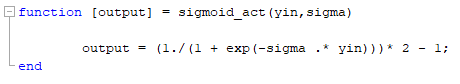 function [output] = sigmoid_act(yin,sigma)
output = (1./(1 + exp(-sigma .* yin)))* 2 - 1;
end